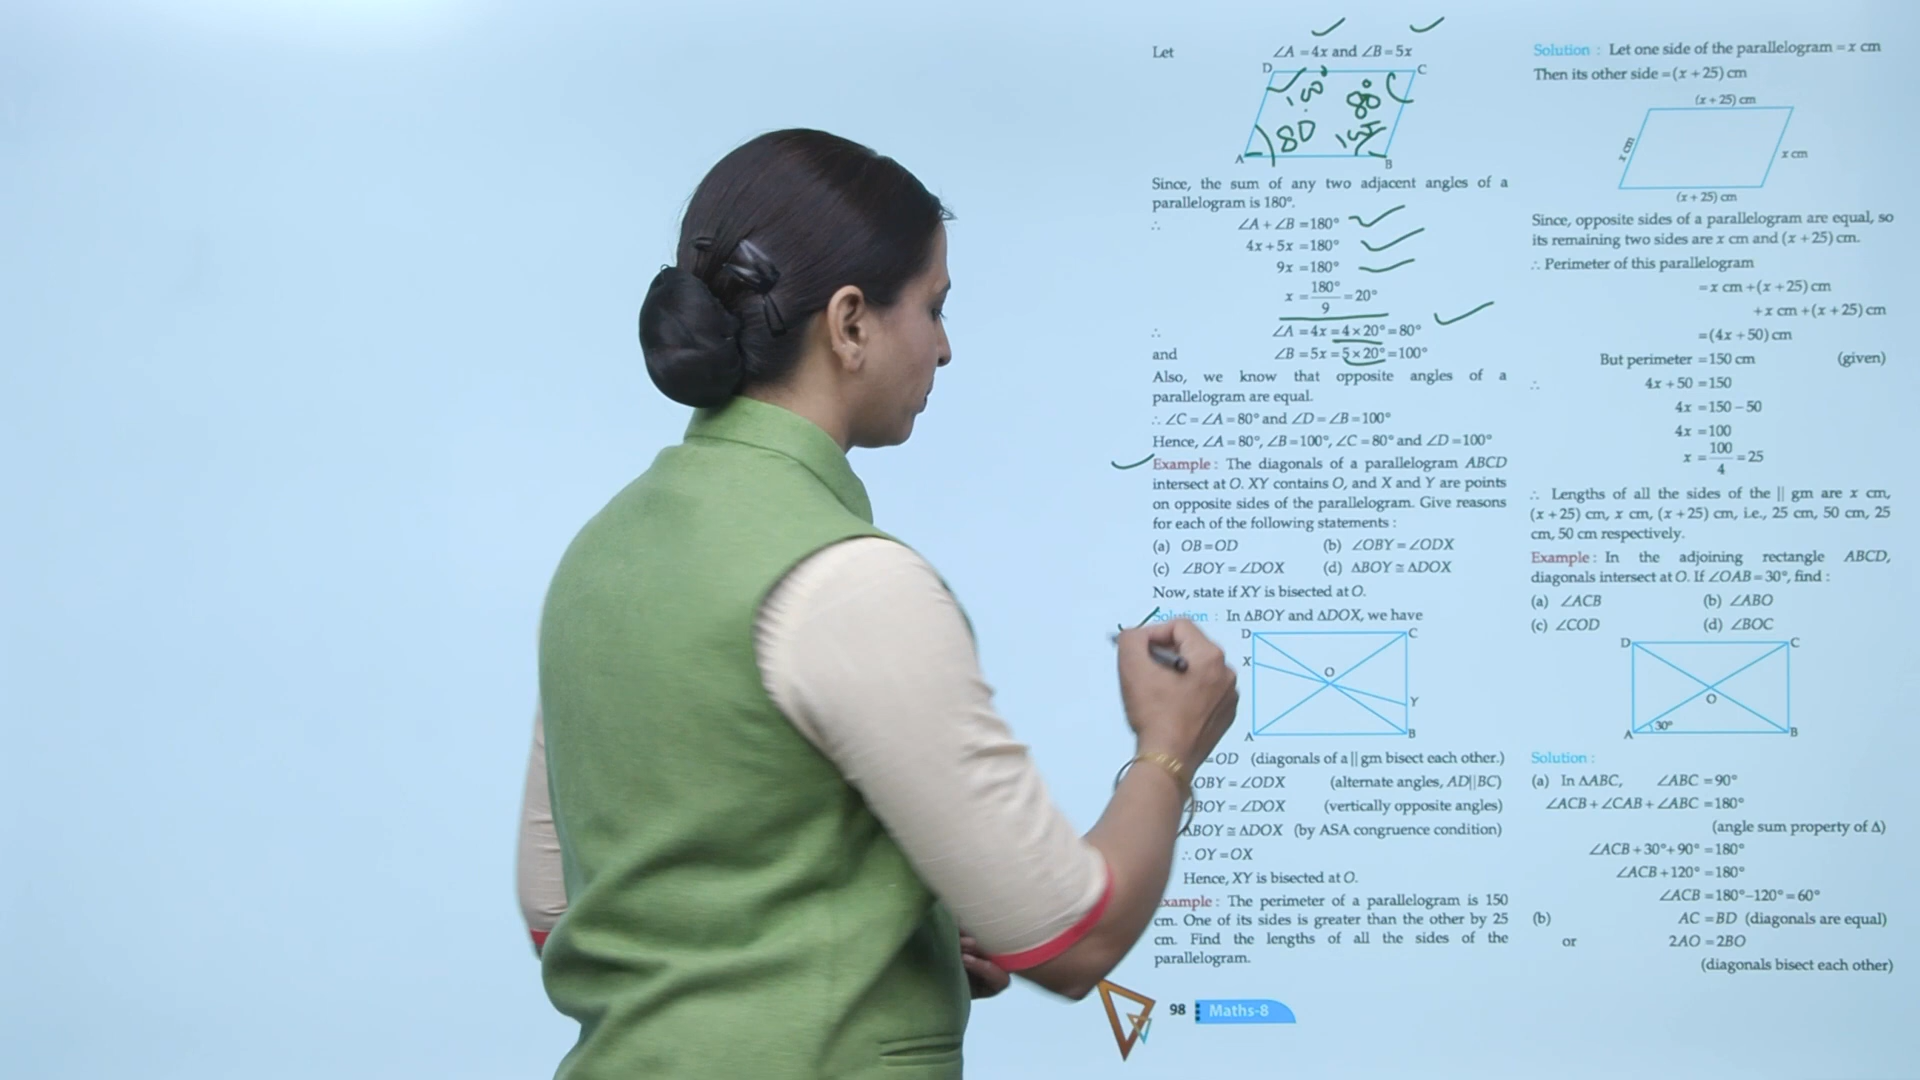 Let ∠A = 4x and ∠B = 5x
D C
80° 80
A B
Since, the sum of any two adjacent angles of a
parallelogram is 180°.
∴ ∠A + ∠B = 180°
4x + 5x = 180°
9x = 180°
x = 180°/9 = 20°
∴ ∠A = 4x = 4 × 20° = 80°
and ∠B = 5x = 5 × 20° = 100°
Also, we know that opposite angles of a
parallelogram are equal.
∴ ∠C = ∠A = 80° and ∠D = ∠B = 100°
Hence, ∠A = 80°, ∠B = 100°, ∠C = 80° and ∠D = 100°
Example : The diagonals of a parallelogram ABCD
intersect at O. XY contains O, and X and Y are points
on opposite sides of the parallelogram. Give reasons
for each of the following statements :
(a) OB = OD (b) ∠OBY = ∠ODX
(c) ∠BOY = ∠DOX (d) ΔBOY ≅ ΔDOX
Now, state if XY is bisected at O.
Solution : In ΔBOY and ΔDOX, we have
D C
X O
Y
A B
=OD (diagonals of a || gm bisect each other.)
OBY = ∠ODX (alternate angles, AD||BC)
∠BOY = ∠DOX (vertically opposite angles)
ΔBOY ≅ ΔDOX (by ASA congruence condition)
∴ OY = OX
Hence, XY is bisected at O.
xample : The perimeter of a parallelogram is 150
cm. One of its sides is greater than the other by 25
cm. Find the lengths of all the sides of the
parallelogram.
98 Maths-8
Solution : Let one side of the parallelogram = x cm
Then its other side = (x + 25) cm
(x + 25) cm
x cm x cm
(x + 25) cm
Since, opposite sides of a parallelogram are equal, so
its remaining two sides are x cm and (x + 25) cm.
∴ Perimeter of this parallelogram
= x cm + (x + 25) cm
+ x cm + (x + 25) cm
= (4x + 50) cm
But perimeter = 150 cm (given)
∴ 4x + 50 = 150
4x = 150 – 50
4x = 100
x = 100/4 = 25
∴ Lengths of all the sides of the || gm are x cm,
(x + 25) cm, x cm, (x + 25) cm, i.e., 25 cm, 50 cm, 25
cm, 50 cm respectively.
Example : In the adjoining rectangle ABCD,
diagonals intersect at O. If ∠OAB = 30°, find :
(a) ∠ACB (b) ∠ABO
(c) ∠COD (d) ∠BOC
D C
O
30°
A B
Solution :
(a) In ΔABC, ∠ABC = 90°
∠ACB + ∠CAB + ∠ABC = 180°
(angle sum property of Δ)
∠ACB + 30° + 90° = 180°
∠ACB + 120° = 180°
∠ACB = 180° – 120° = 60°
(b) AC = BD (diagonals are equal)
or 2AO = 2BO
(diagonals bisect each other)